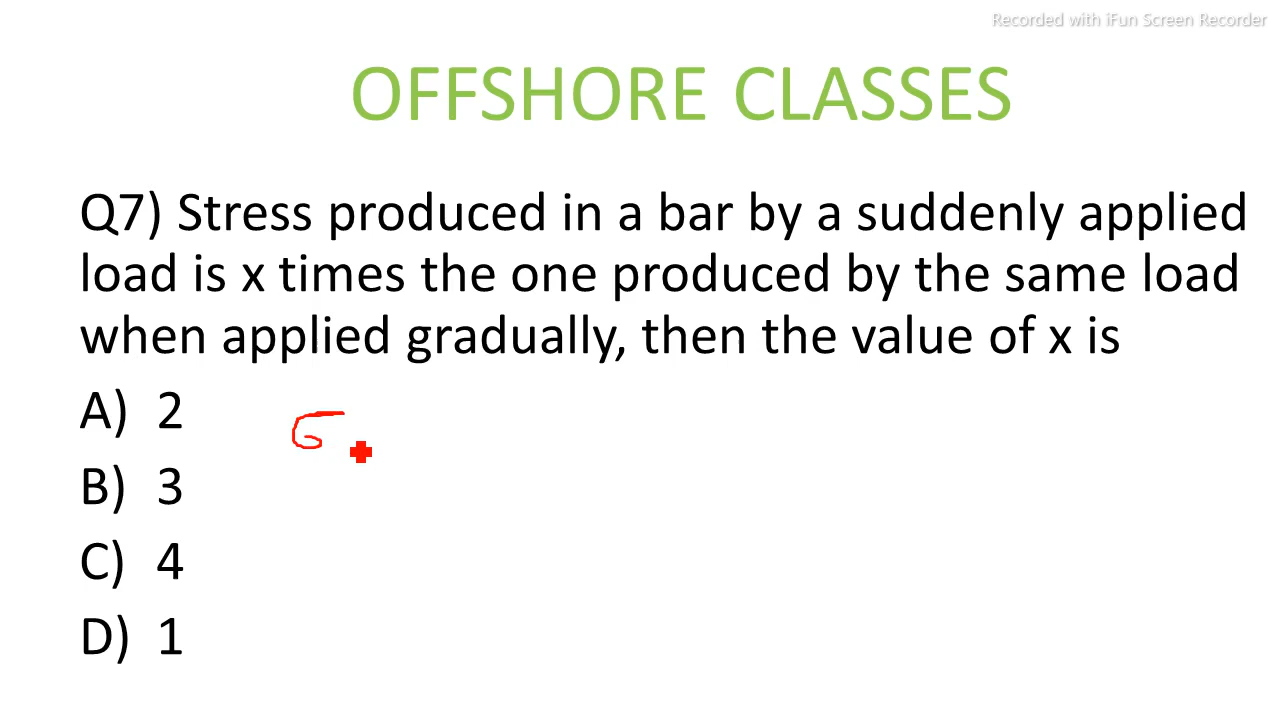 Recorded with iFun Screen Recorder
OFFSHORE CLASSES
Q7) Stress produced in a bar by a suddenly applied
load is x times the one produced by the same load
when applied gradually, then the value of x is
A) 2
σ
B) 3
C) 4
D) 1